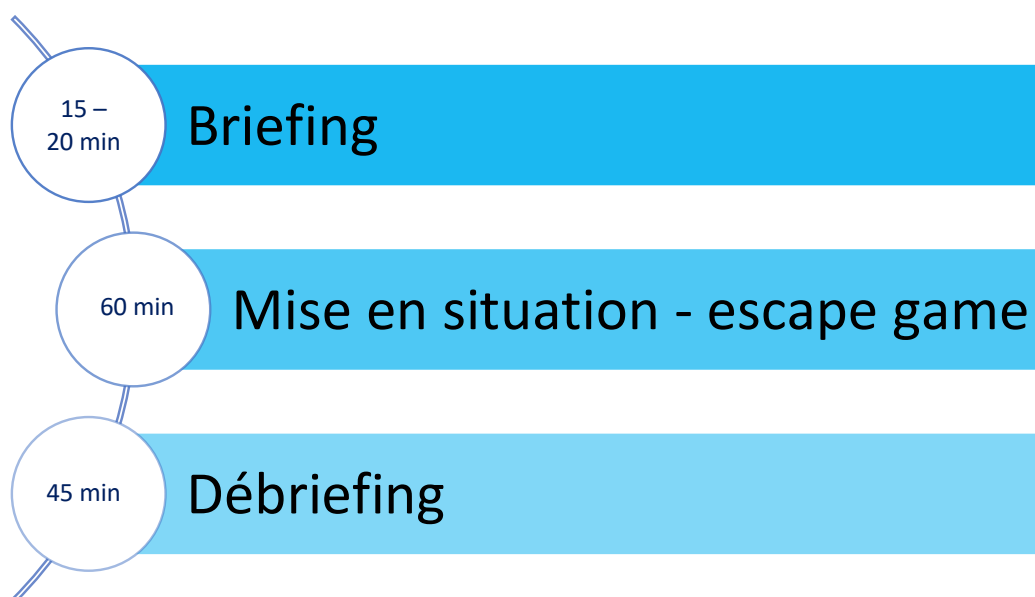 15 –
20 min
Briefing
60 min
Mise en situation - escape game
45 min
Débriefing